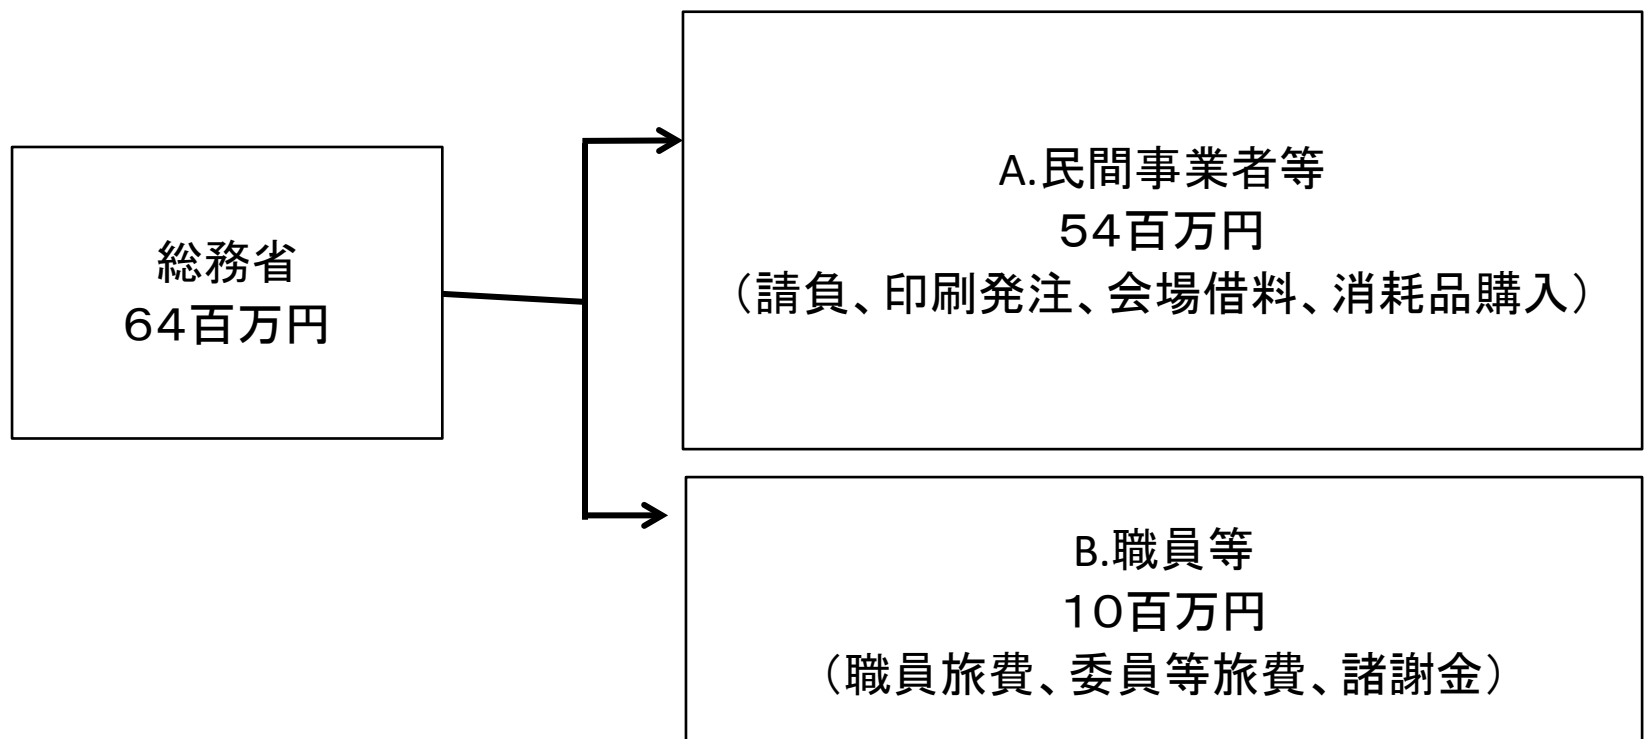 総務省
６４百万円
A.民間事業者等
５４百万円
（請負、印刷発注、会場借料、消耗品購入）
B.職員等
１０百万円
（職員旅費、委員等旅費、諸謝金）